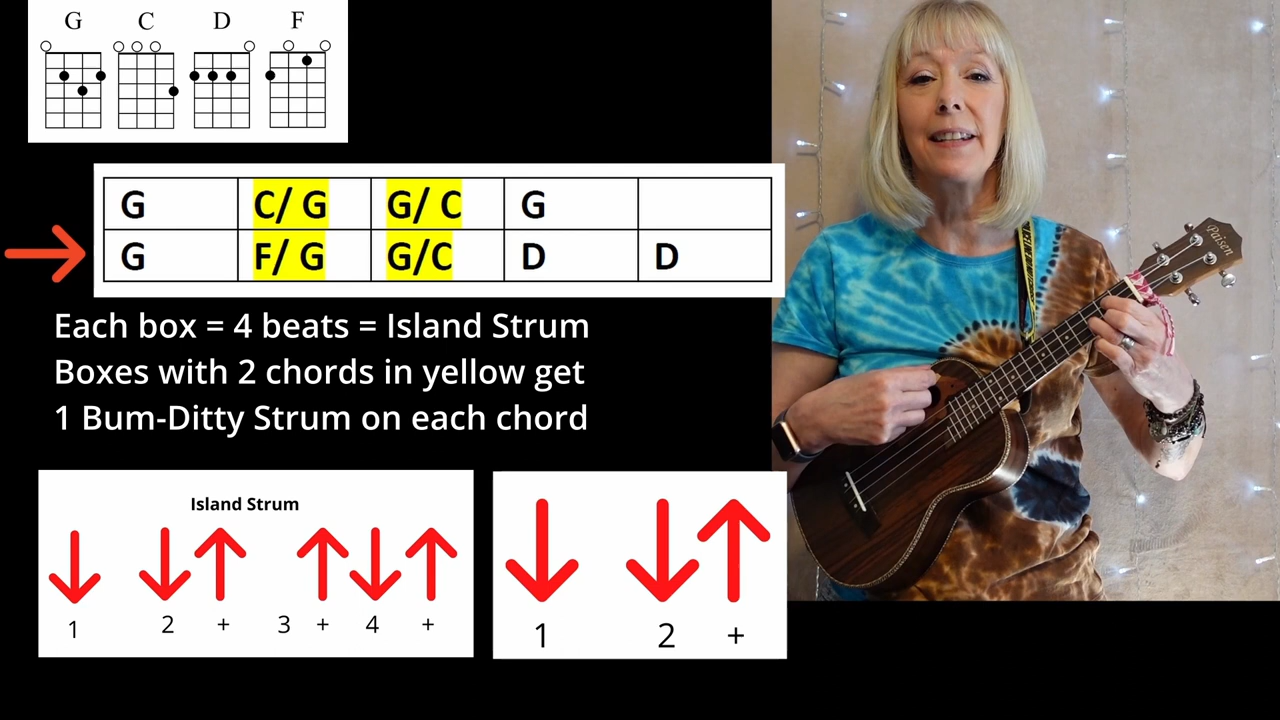 G C D F
G C/ G G/ C G
G F/ G G/C D D
Each box = 4 beats = Island Strum
Boxes with 2 chords in yellow get
1 Bum-Ditty Strum on each chord
Island Strum
1 2 + 3 + 4 +
1 2 +
Paisen